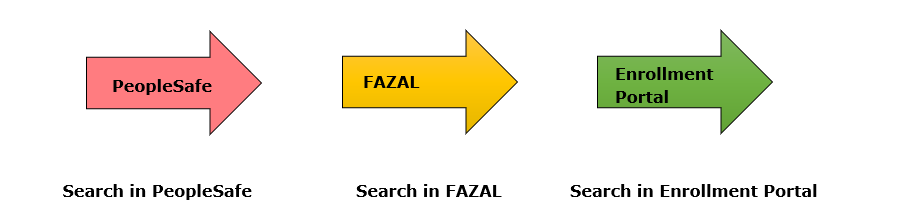 PeopleSafe
FAZAL
Enrollment
Portal
Search in PeopleSafe
Search in FAZAL
Search in Enrollment Portal